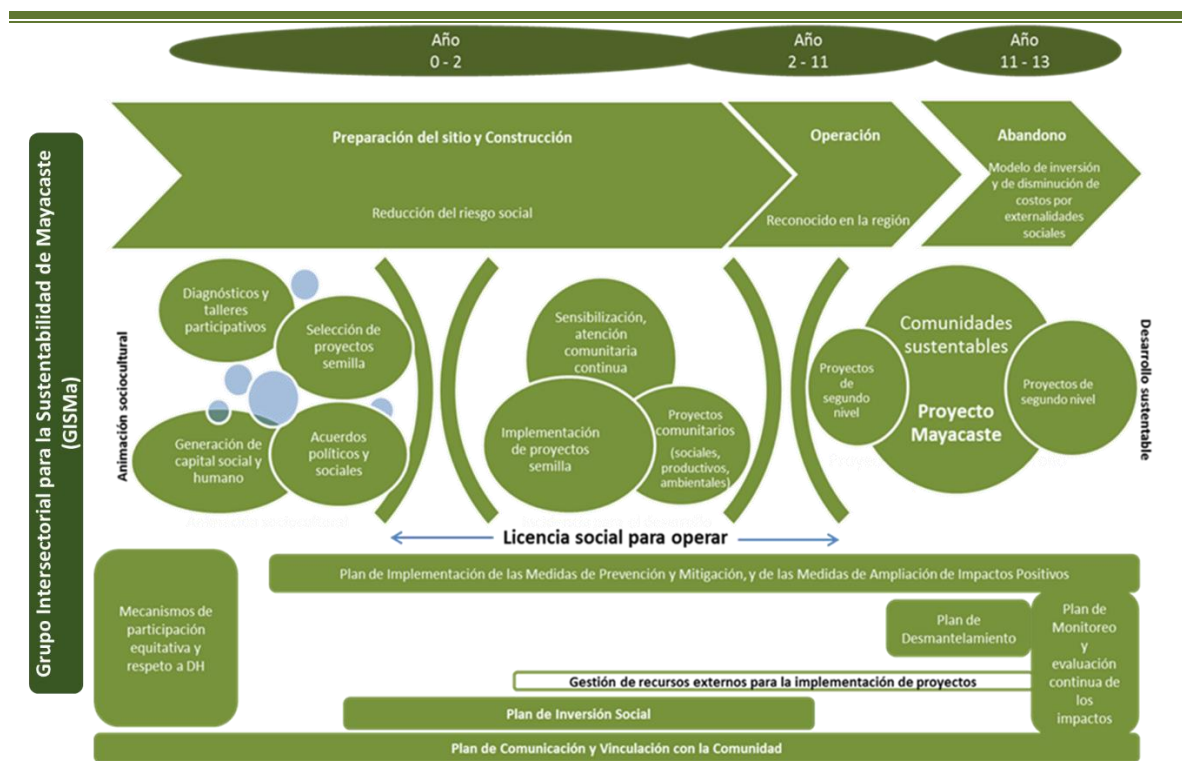 Año
0 - 2
Año
2 - 11
Año
11 - 13
Grupo Intersectorial para la Sustentabilidad de Mayacaste
(GISMa)
Preparación del sitio y Construcción
Reducción del riesgo social
Operación
Reconocido en la región
Abandono
Modelo de inversión
y de disminución de
costos por
externalidades
sociales
Animación sociocultural
Diagnósticos y
talleres
participativos
Selección de
proyectos
semilla
Generación de
capital social y
humano
Acuerdos
políticos y
sociales
Sensibilización,
atención
comunitaria
continua
Implementación
de proyectos
semilla
Proyectos
comunitarios
(sociales,
productivos,
ambientales)
Proyectos
de
segundo
nivel
Comunidades
sustentables
Proyecto
Mayacaste
Proyectos de
segundo nivel
Desarrollo sustentable
Licencia social para operar
Plan de Implementación de las Medidas de Prevención y Mitigación, y de las Medidas de Ampliación de Impactos Positivos
Mecanismos de
participación
equitativa y
respeto a DH
Plan de
Desmantelamiento
Plan de
Monitoreo
y
evaluación
continua de
los
impactos
Gestión de recursos externos para la implementación de proyectos
Plan de Inversión Social
Plan de Comunicación y Vinculación con la Comunidad